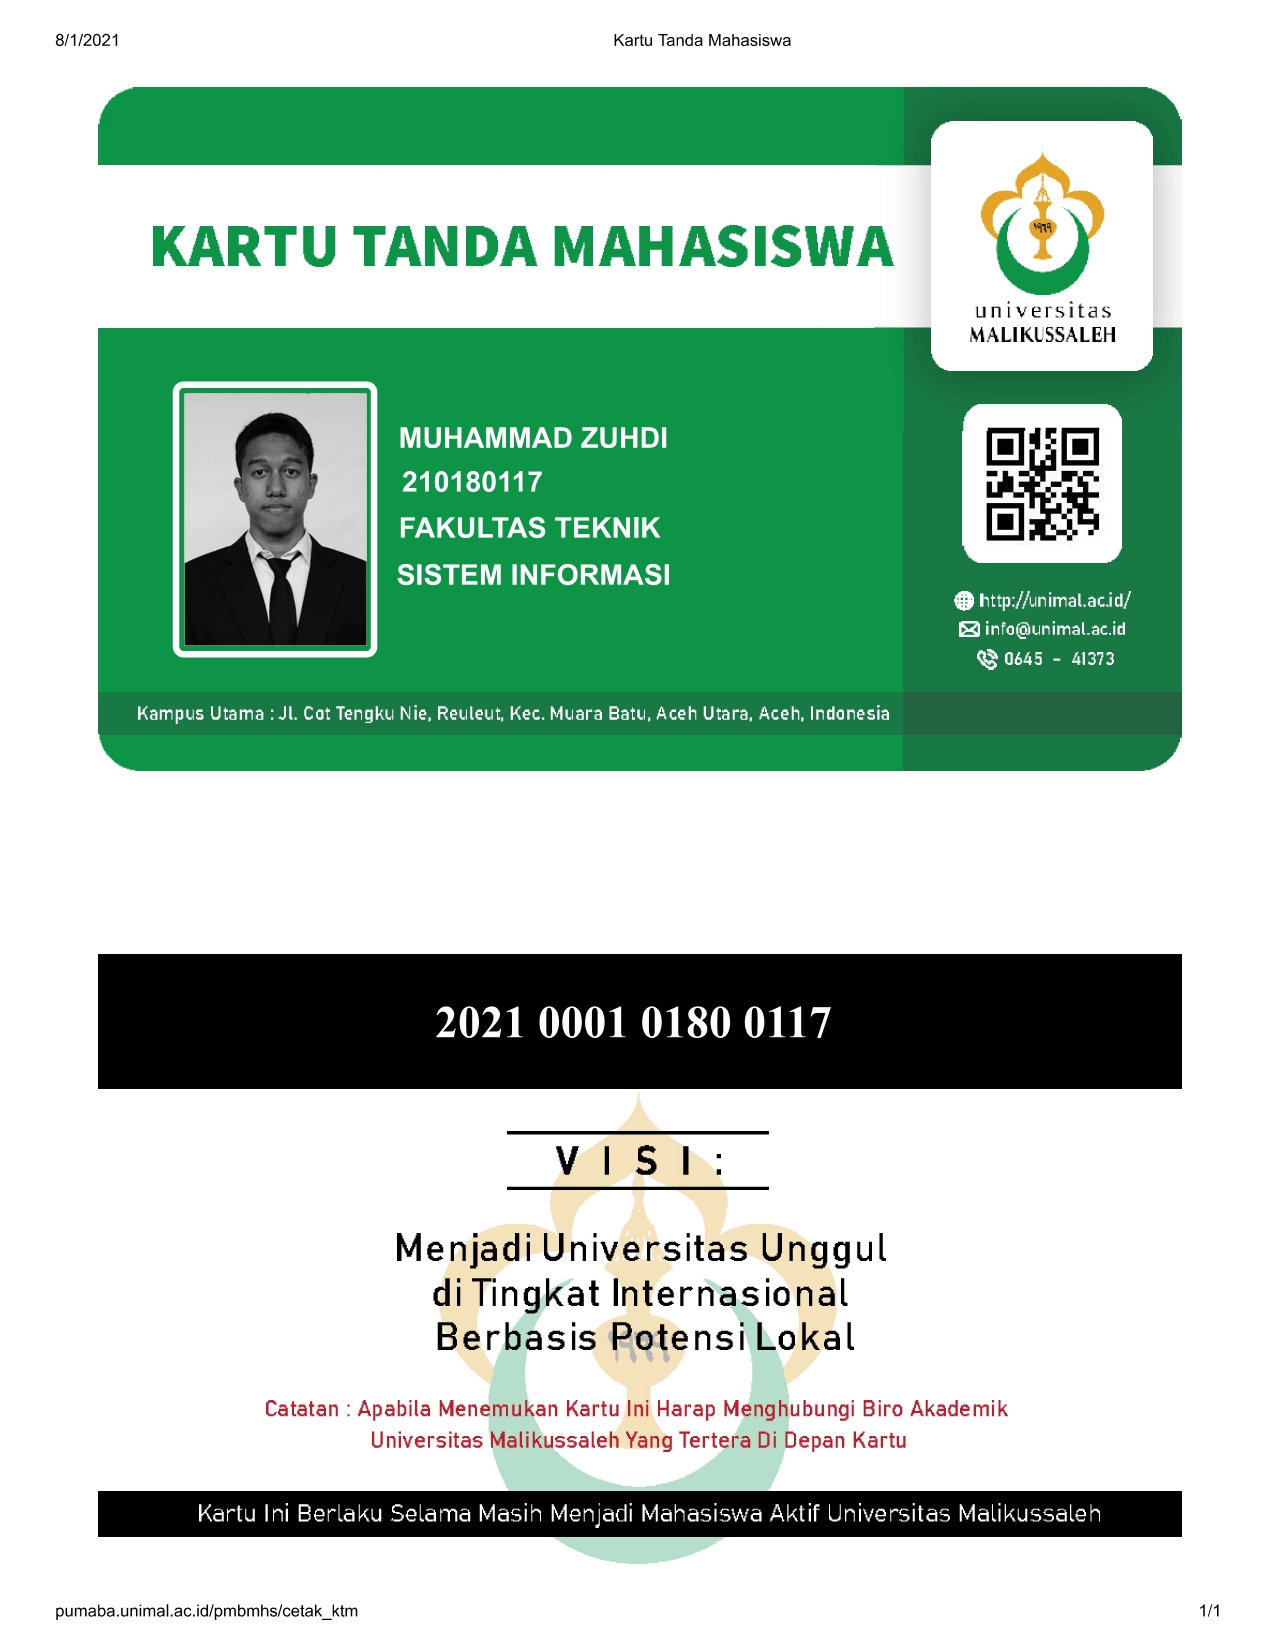 8/1/2021
Kartu Tanda Mahasiswa
KARTU TANDA MAHASISWA
١٩٦٩
universitas
MALIKUSSALEH
MUHAMMAD ZUHDI
210180117
FAKULTAS TEKNIK
SISTEM INFORMASI
http://unimal.ac.id/
info@unimal.ac.id
0645 - 41373
Kampus Utama : Jl. Cot Tengku Nie, Reuleut, Kec. Muara Batu, Aceh Utara, Aceh, Indonesia
2021 0001 0180 0117
V I S I :
Menjadi Universitas Unggul
di Tingkat Internasional
Berbasis Potensi Lokal
Catatan : Apabila Menemukan Kartu Ini Harap Menghubungi Biro Akademik
Universitas Malikussaleh Yang Tertera Di Depan Kartu
Kartu Ini Berlaku Selama Masih Menjadi Mahasiswa Aktif Universitas Malikussaleh
pumaba.unimal.ac.id/pmbmhs/cetak_ktm
1/1